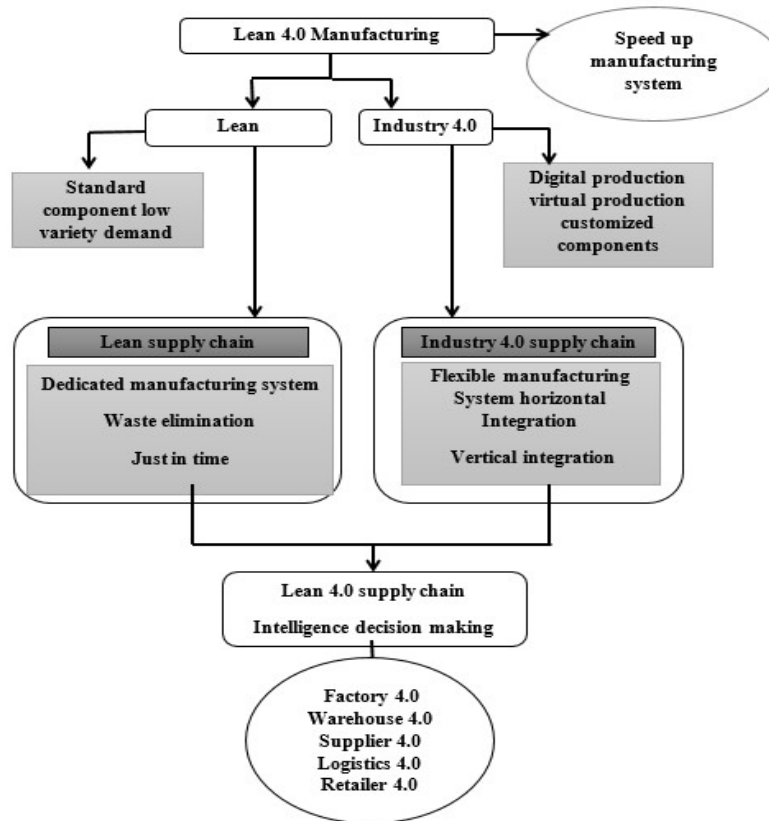 Lean 4.0 Manufacturing
Speed up
manufacturing
system
Lean
Industry 4.0
Standard
component low
variety demand
Digital production
virtual production
customized
components
Lean supply chain
Dedicated manufacturing system
Waste elimination
Just in time
Industry 4.0 supply chain
Flexible manufacturing
System horizontal
Integration
Vertical integration
Lean 4.0 supply chain
Intelligence decision making
Factory 4.0
Warehouse 4.0
Supplier 4.0
Logistics 4.0
Retailer 4.0